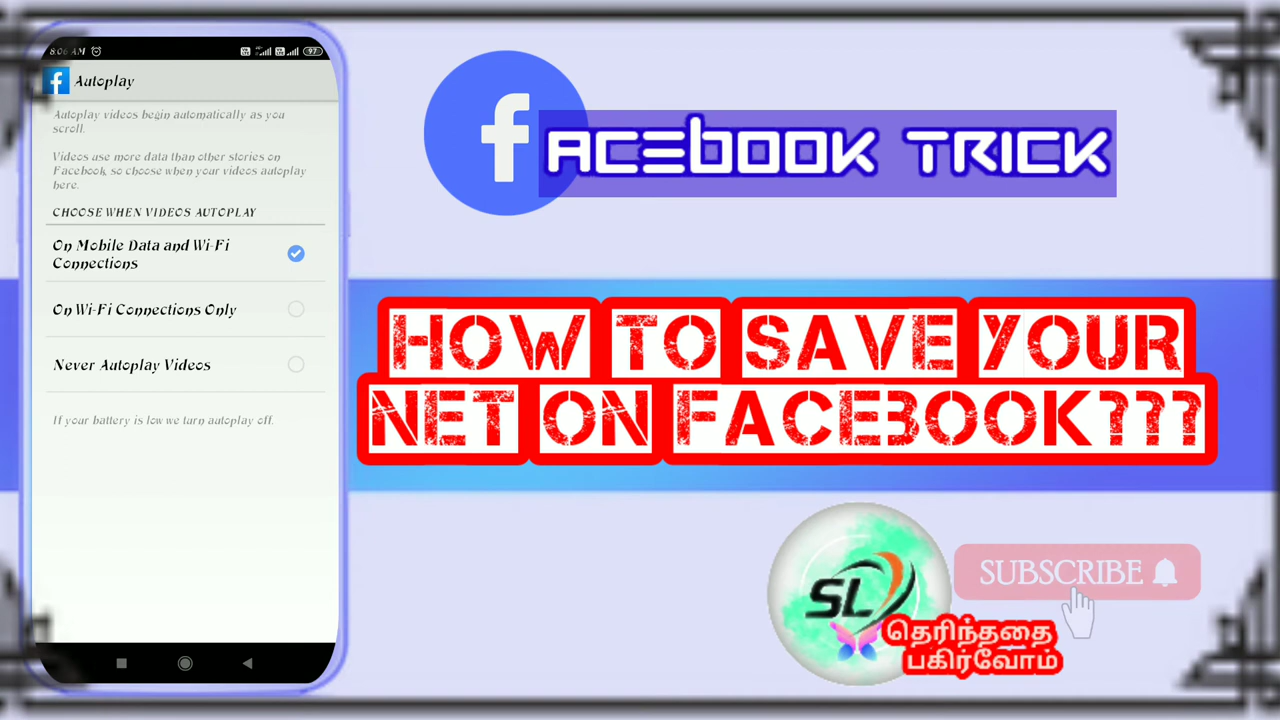 8:06 AM
97
Autoplay
Autoplay videos begin automatically as you
scroll.
Videos use more data than other stories on
Facebook, so choose when your videos autoplay
here.
CHOOSE WHEN VIDEOS AUTOPLAY
On Mobile Data and Wi-Fi
Connections
On Wi-Fi Connections Only
Never Autoplay Videos
If your battery is low we turn autoplay off.
fACEBOOK TRICK
HOW TO SAVE YOUR
NET ON FACEBOOK???
SL
SUBSCRIBE
தெரிந்ததை
பகிர்வோம்